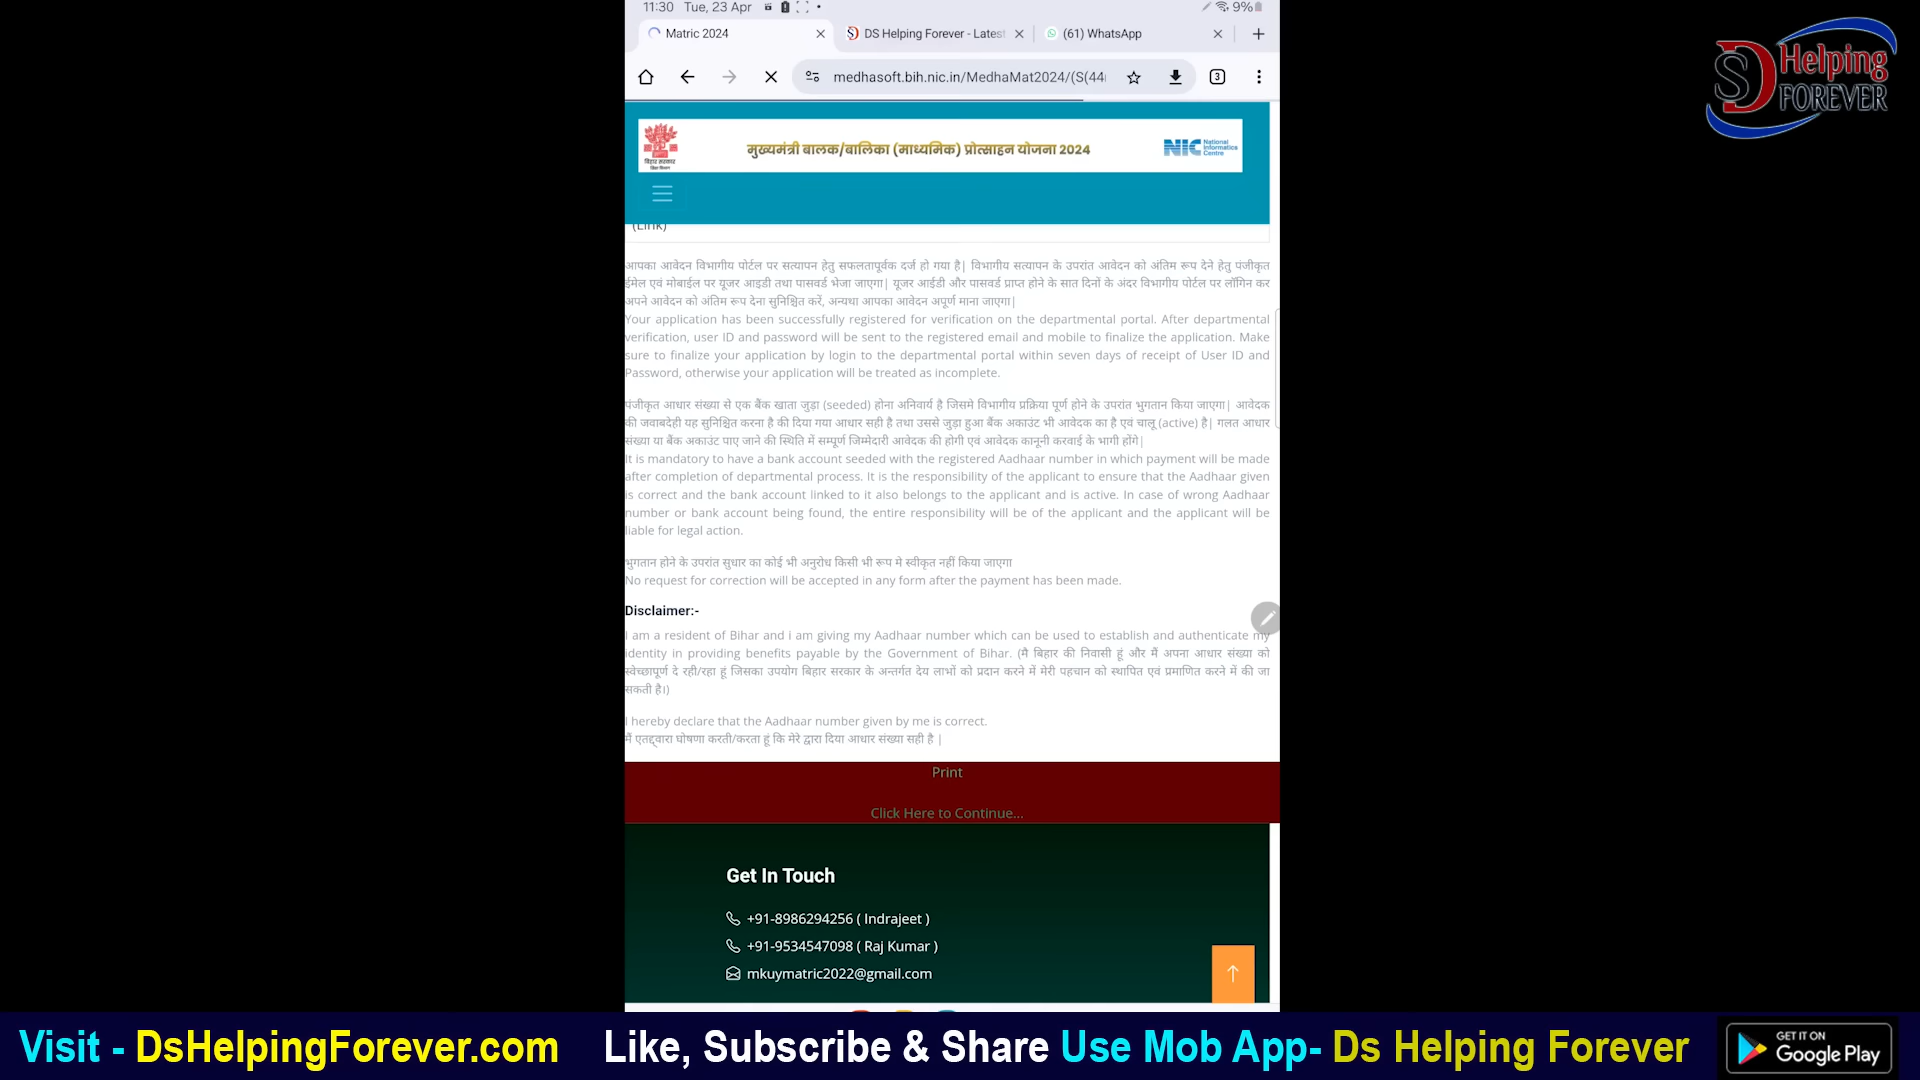 11:30 Tue, 23 Apr
9%
Matric 2024
DS Helping Forever - Latest
(61) WhatsApp
medhasoft.bih.nic.in/MedhaMat2024/(S(44
3
SD Helping FOREVER
बिहार सरकार
मुख्यमंत्री बालक/बालिका (माध्यमिक) प्रोत्साहन योजना 2024
NIC National Informatics Centre
(Link)
आपका आवेदन विभागीय पोर्टल पर सत्यापन हेतु सफलतापूर्वक दर्ज हो गया है| विभागीय सत्यापन के उपरांत आवेदन को अंतिम रूप देने हेतु पंजीकृत
ईमेल एवं मोबाईल पर यूजर आइडी तथा पासवर्ड भेजा जाएगा| यूजर आईडी और पासवर्ड प्राप्त होने के सात दिनों के अंदर विभागीय पोर्टल पर लॉगिन कर
अपने आवेदन को अंतिम रूप देना सुनिश्चित करें, अन्यथा आपका आवेदन अपूर्ण माना जाएगा|
Your application has been successfully registered for verification on the departmental portal. After departmental
verification, user ID and password will be sent to the registered email and mobile to finalize the application. Make
sure to finalize your application by login to the departmental portal within seven days of receipt of User ID and
Password, otherwise your application will be treated as incomplete.
पंजीकृत आधार संख्या से एक बैंक खाता जुड़ा (seeded) होना अनिवार्य है जिसमे विभागीय प्रक्रिया पूर्ण होने के उपरांत भुगतान किया जाएगा| आवेदक
की जवाबदेही यह सुनिश्चित करना है की दिया गया आधार सही है तथा उससे जुड़ा हुआ बैंक अकाउंट भी आवेदक का है एवं चालू (active) है| गलत आधार
संख्या या बैंक अकाउंट पाए जाने की स्थिति में सम्पूर्ण जिम्मेदारी आवेदक की होगी एवं आवेदक कानूनी करवाई के भागी होंगे|
It is mandatory to have a bank account seeded with the registered Aadhaar number in which payment will be made
after completion of departmental process. It is the responsibility of the applicant to ensure that the Aadhaar given
is correct and the bank account linked to it also belongs to the applicant and is active. In case of wrong Aadhaar
number or bank account being found, the entire responsibility will be of the applicant and the applicant will be
liable for legal action.
भुगतान होने के उपरांत सुधार का कोई भी अनुरोध किसी भी रूप मे स्वीकृत नहीं किया जाएगा
No request for correction will be accepted in any form after the payment has been made.
Disclaimer:-
I am a resident of Bihar and i am giving my Aadhaar number which can be used to establish and authenticate my
identity in providing benefits payable by the Government of Bihar. (मै बिहार की निवासी हूं और मैं अपना आधार संख्या को
स्वेच्छापूर्ण दे रही/रहा हूं जिसका उपयोग बिहार सरकार के अन्तर्गत देय लाभों को प्रदान करने में मेरी पहचान को स्थापित एवं प्रमाणित करने में की जा
सकती है।)
I hereby declare that the Aadhaar number given by me is correct.
मैं एतद्द्वारा घोषणा करती/करता हूं कि मेरे द्वारा दिया आधार संख्या सही है |
Print
Click Here to Continue...
Get In Touch
+91-8986294256 ( Indrajeet )
+91-9534547098 ( Raj Kumar )
mkuymatric2022@gmail.com
Visit - DsHelpingForever.com Like, Subscribe & Share Use Mob App- Ds Helping Forever
GET IT ON
Google Play